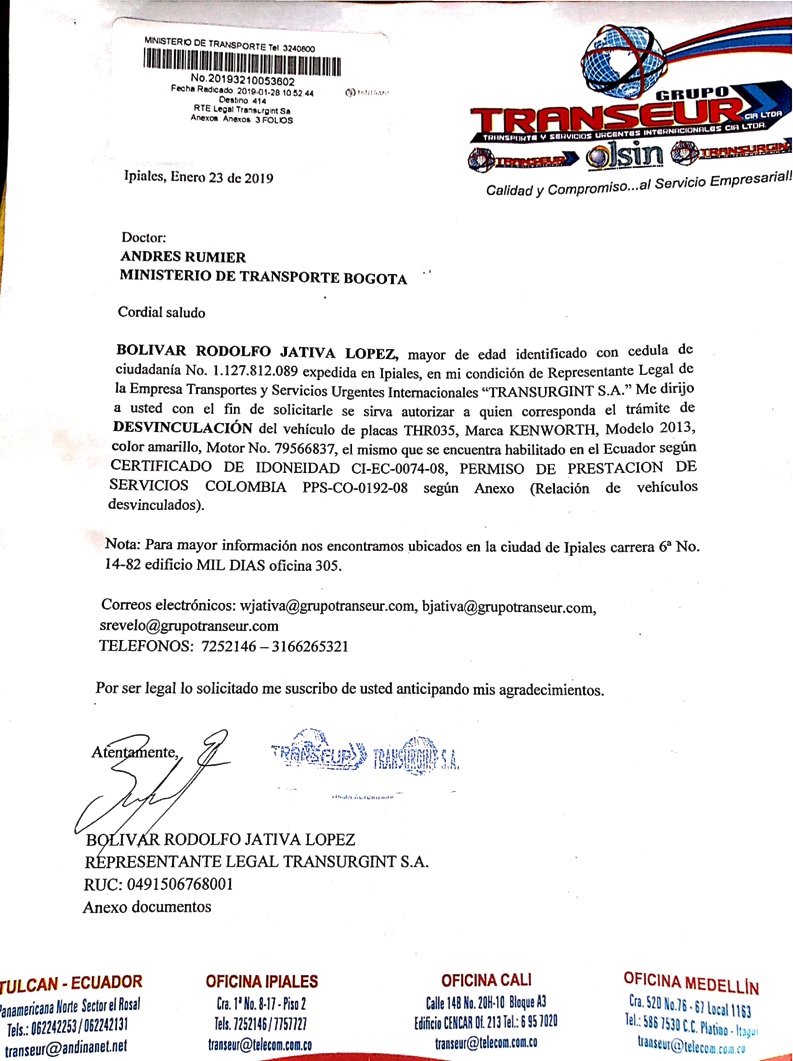 MINISTERIO DE TRANSPORTE Tel 3240800
No.20193210053602
Fecha Radicado 2019-01-28 10 52 44
Destino 414
RTE Legal Transurgint Sa
Anexos Anexos 3 FOLIOS
GRUPO
TRANSEUR CIA LTDA
TRANSPORTE Y SERVICIOS URGENTES INTERNACIONALES CIA LTDA.
TRANSEUR olsin TRANSURGINT
Calidad y Compromiso...al Servicio Empresarial!
Ipiales, Enero 23 de 2019
Doctor:
ANDRES RUMIER
MINISTERIO DE TRANSPORTE BOGOTA
Cordial saludo
BOLIVAR RODOLFO JATIVA LOPEZ, mayor de edad identificado con cedula de
ciudadanía No. 1.127.812.089 expedida en Ipiales, en mi condición de Representante Legal de
la Empresa Transportes y Servicios Urgentes Internacionales “TRANSURGINT S.A.” Me dirijo
a usted con el fin de solicitarle se sirva autorizar a quien corresponda el trámite de
DESVINCULACIÓN del vehículo de placas THR035, Marca KENWORTH, Modelo 2013,
color amarillo, Motor No. 79566837, el mismo que se encuentra habilitado en el Ecuador según
CERTIFICADO DE IDONEIDAD CI-EC-0074-08, PERMISO DE PRESTACION DE
SERVICIOS COLOMBIA PPS-CO-0192-08 según Anexo (Relación de vehículos
desvinculados).
Nota: Para mayor información nos encontramos ubicados en la ciudad de Ipiales carrera 6ª No.
14-82 edificio MIL DIAS oficina 305.
Correos electrónicos: wjativa@grupotranseur.com, bjativa@grupotranseur.com,
srevelo@grupotranseur.com
TELEFONOS: 7252146 – 3166265321
Por ser legal lo solicitado me suscribo de usted anticipando mis agradecimientos.
Atentamente,
TRANSEUR TRANSURGINT S.A.
BOLIVAR RODOLFO JATIVA LOPEZ
REPRESENTANTE LEGAL TRANSURGINT S.A.
RUC: 0491506768001
Anexo documentos
TULCAN - ECUADOR
Panamericana Norte Sector el Rosal
Tels.: 062242253 / 062242131
transeur@andinanet.net
OFICINA IPIALES
Cra. 1ª No. 8-17 - Piso 2
Tels. 7252146 / 7757727
transeur@telecom.com.co
OFICINA CALI
Calle 14B No. 20H-10 Bloque A3
Edificio CENCAR Of. 213 Tel.: 6 95 7020
transeur@telecom.com.co
OFICINA MEDELLÍN
Cra. 52D No.76 - 67 Local 1163
Tel.: 586 7530 C.C. Platino - Itagui
transeur@telecom.com.co